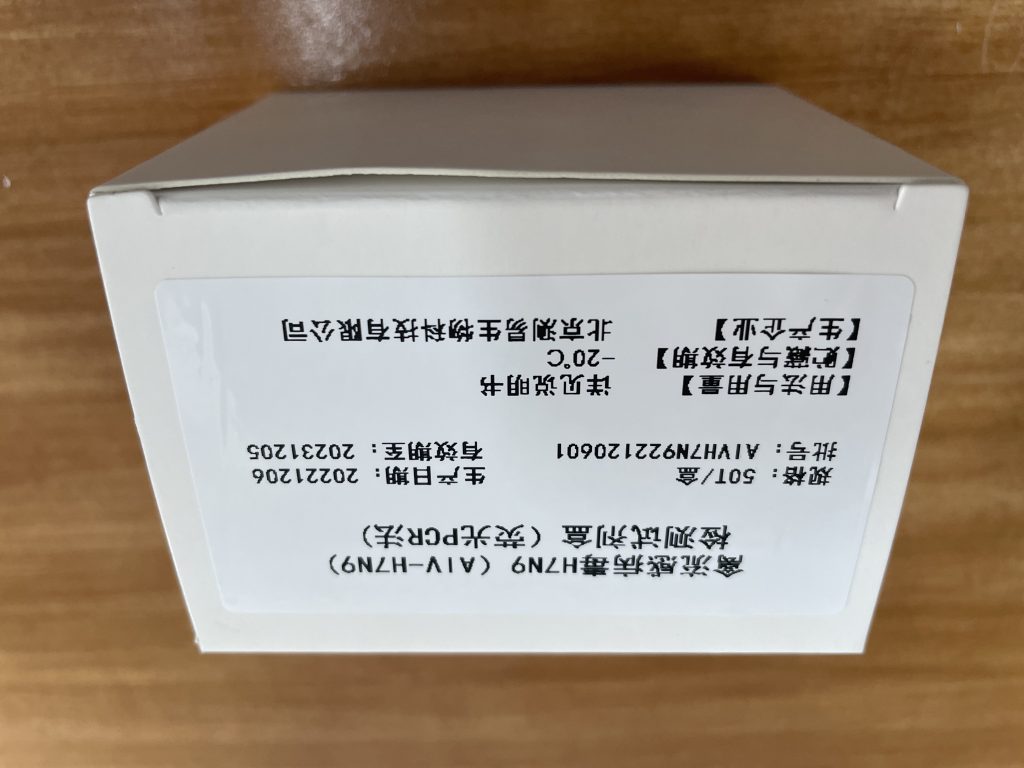 禽流感病毒H7N9（AIV-H7N9）
检测试剂盒（荧光PCR法）
规格：50T/盒 生产日期：20221206
批号：AIVH7N922120601 有效期至：20231205
【用法与用量】 详见说明书
【贮藏与有效期】 -20℃
【生产企业】 北京测易生物科技有限公司